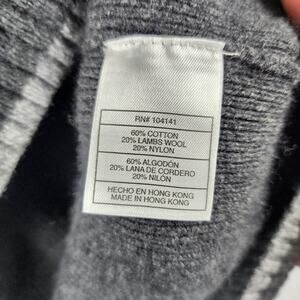 RN# 104141
60% COTTON
20% LAMBS WOOL
20% NYLON
60% ALGODÓN
20% LANA DE CORDERO
20% NILÓN
HECHO EN HONG KONG
MADE IN HONG KONG